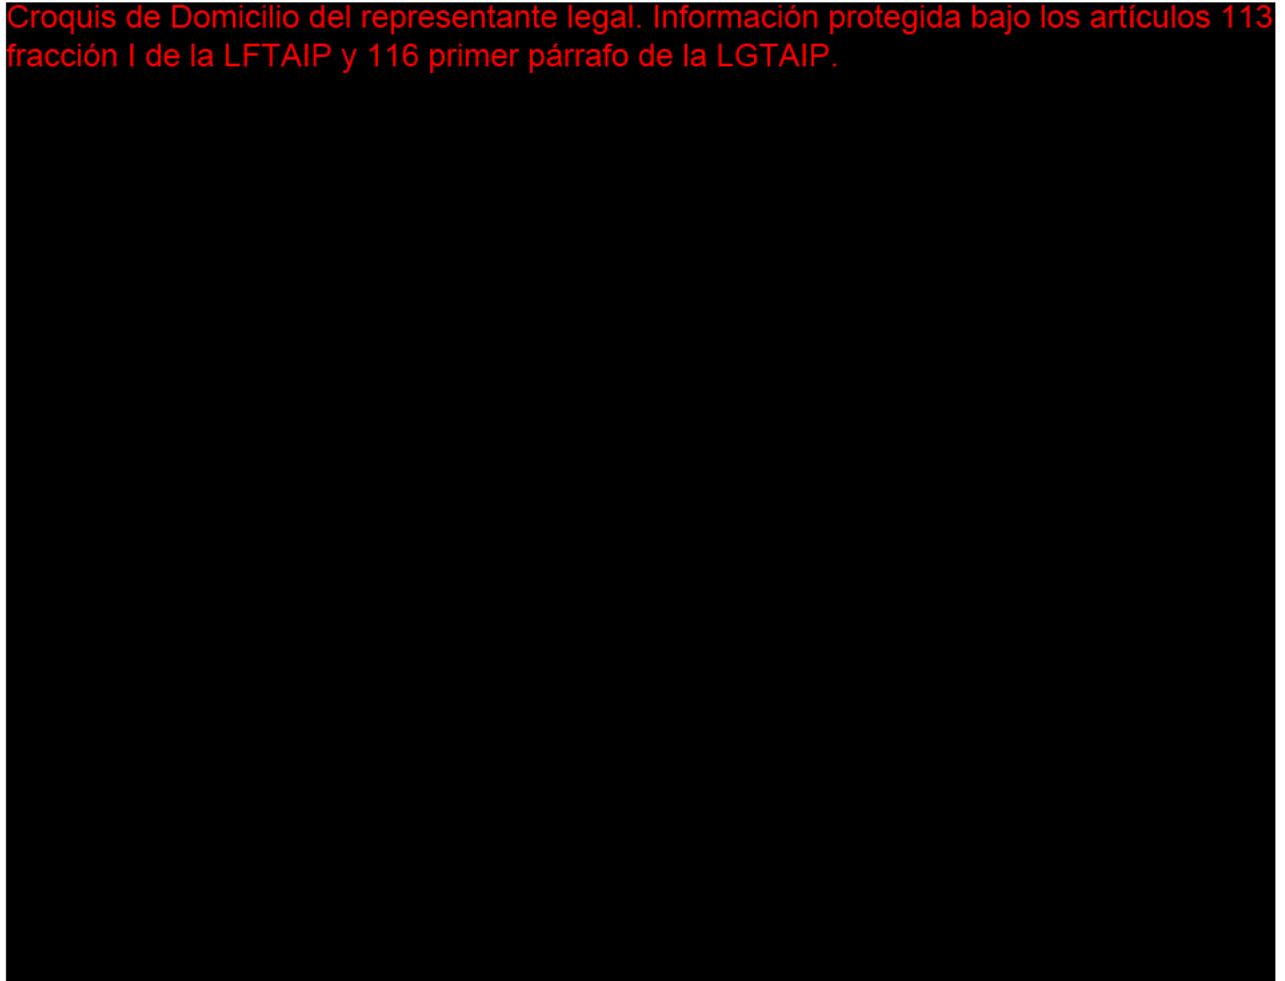 Croquis de Domicilio del representante legal. Información protegida bajo los artículos 113
fracción I de la LFTAIP y 116 primer párrafo de la LGTAIP.